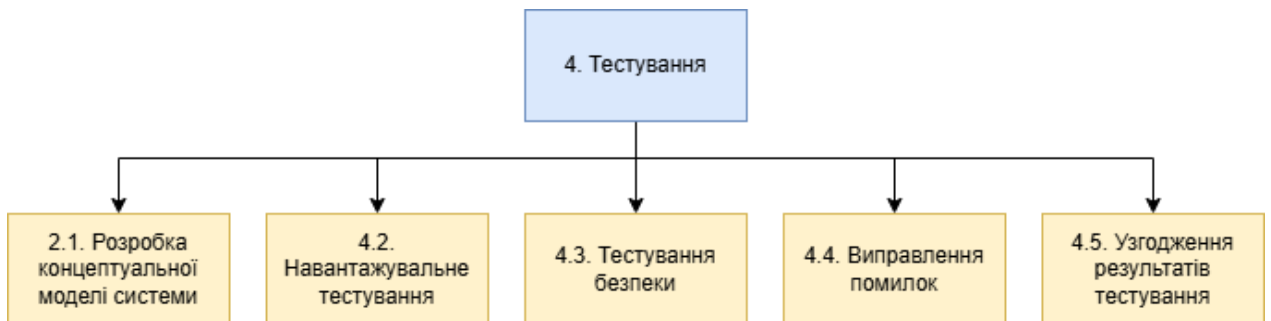 4. Тестування
2.1. Розробка
концептуальної
моделі системи
4.2.
Навантажувальне
тестування
4.3. Тестування
безпеки
4.4. Виправлення
помилок
4.5. Узгодження
результатів
тестування